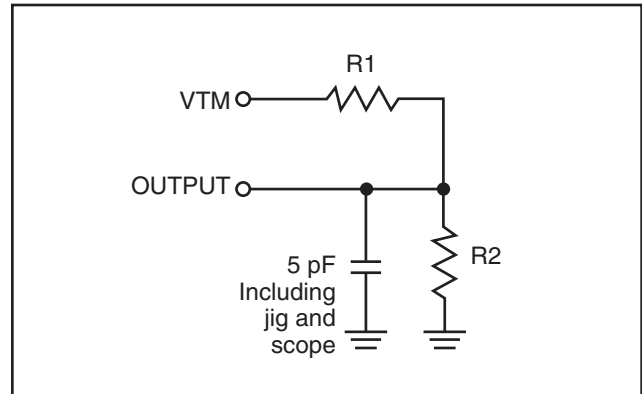 R1
VTM
OUTPUT
R2
5 pF
Including
jig and
scope